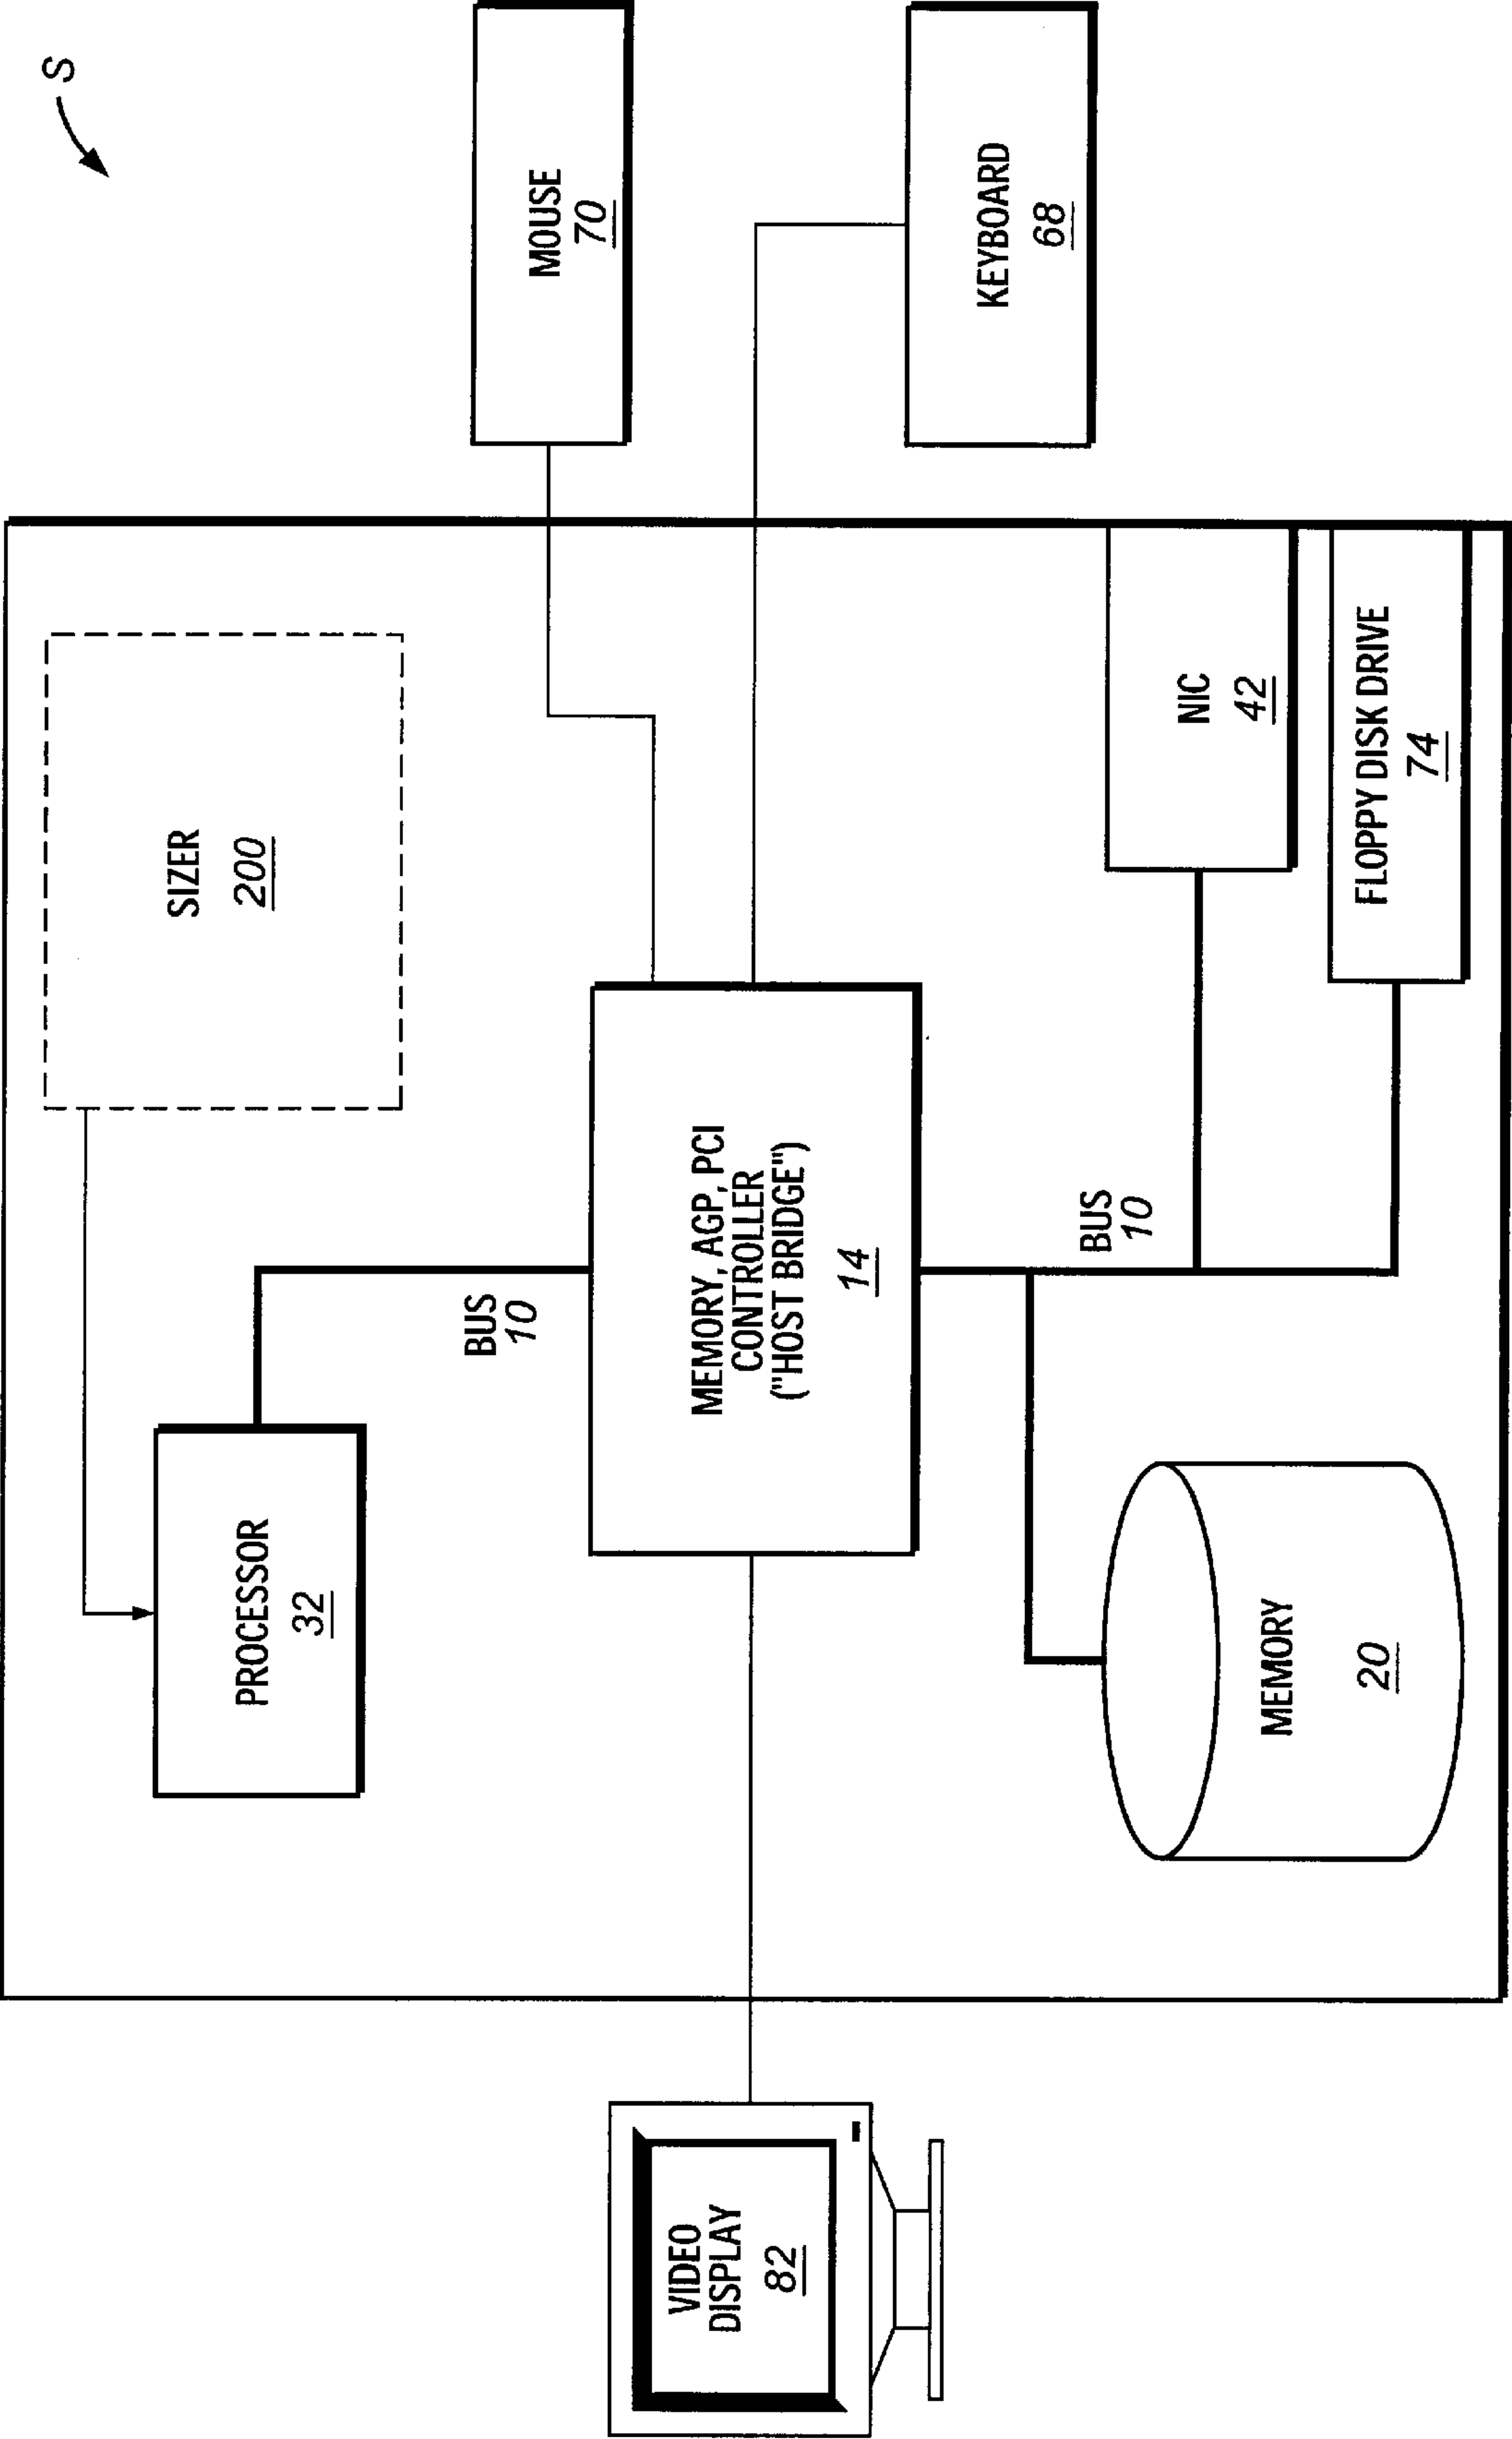 S
SIZER
200
PROCESSOR
32
BUS
10
MOUSE
70
VIDEO
DISPLAY
82
MEMORY, AGP, PCI
CONTROLLER
("HOST BRIDGE")
14
KEYBOARD
68
BUS
10
NIC
42
MEMORY
20
FLOPPY DISK DRIVE
74